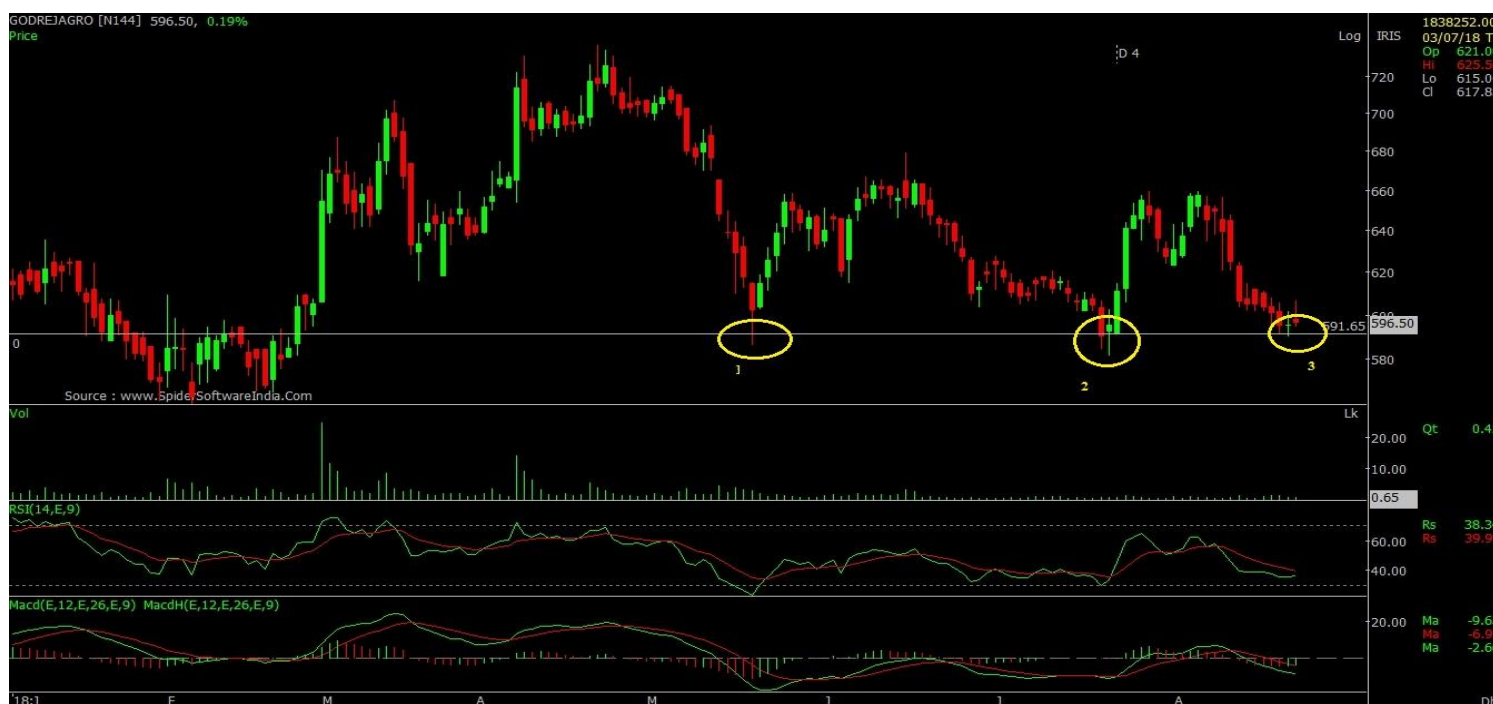 GODREJAGRO [N144] 596.50, 0.19%
Price
Log
IRIS
1838252.00
03/07/18 T
Op 621.0
Hi 625.5
Lo 615.0
Cl 617.8
D 4
720
700
680
660
640
620
600
591.65
596.50
580
0
1
2
3
Source : www.SpiderSoftwareIndia.Com
Vol
Lk
20.00
10.00
0.65
Qt 0.4
RSI(14,E,9)
60.00
40.00
Rs 38.3
Rs 39.9
Macd(E,12,E,26,E,9) MacdH(E,12,E,26,E,9)
20.00
Ma -9.6
Ma -6.9
Ma -2.6
'18:1 F M A M J J A D